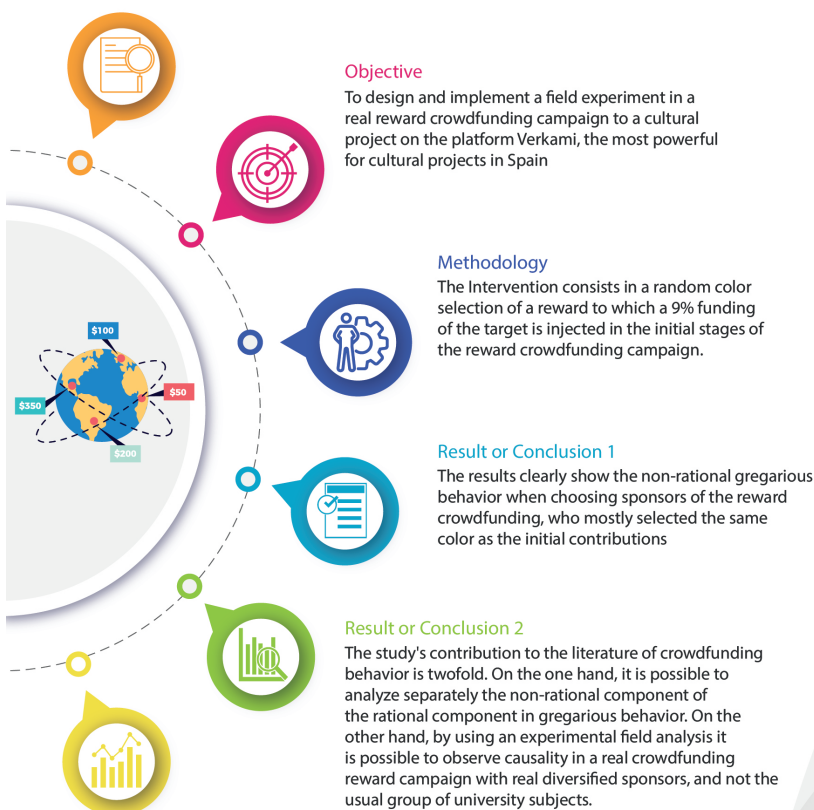 Objective
To design and implement a field experiment in a
real reward crowdfunding campaign to a cultural
project on the platform Verkami, the most powerful
for cultural projects in Spain
Methodology
The Intervention consists in a random color
selection of a reward to which a 9% funding
of the target is injected in the initial stages of
the reward crowdfunding campaign.
$100
$50
$350
$200
Result or Conclusion 1
The results clearly show the non-rational gregarious
behavior when choosing sponsors of the reward
crowdfunding, who mostly selected the same
color as the initial contributions
Result or Conclusion 2
The study's contribution to the literature of crowdfunding
behavior is twofold. On the one hand, it is possible to
analyze separately the non-rational component of
the rational component in gregarious behavior. On the
other hand, by using an experimental field analysis it
is possible to observe causality in a real crowdfunding
reward campaign with real diversified sponsors, and not the
usual group of university subjects.